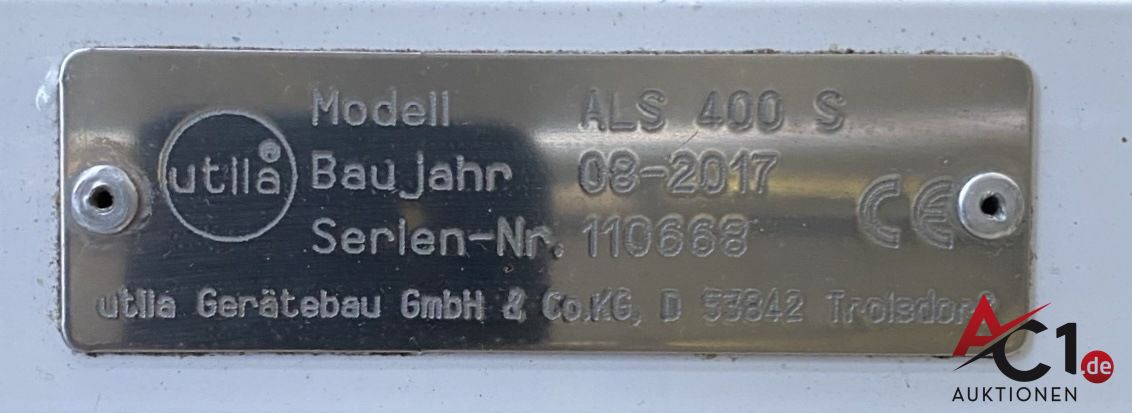 utila®
Modell ALS 400 S
Baujahr 08-2017
Serien-Nr. 110668
CE
utila Gerätebau GmbH & Co.KG, D 53842 Troisdorf
AC1.de
AUKTIONEN